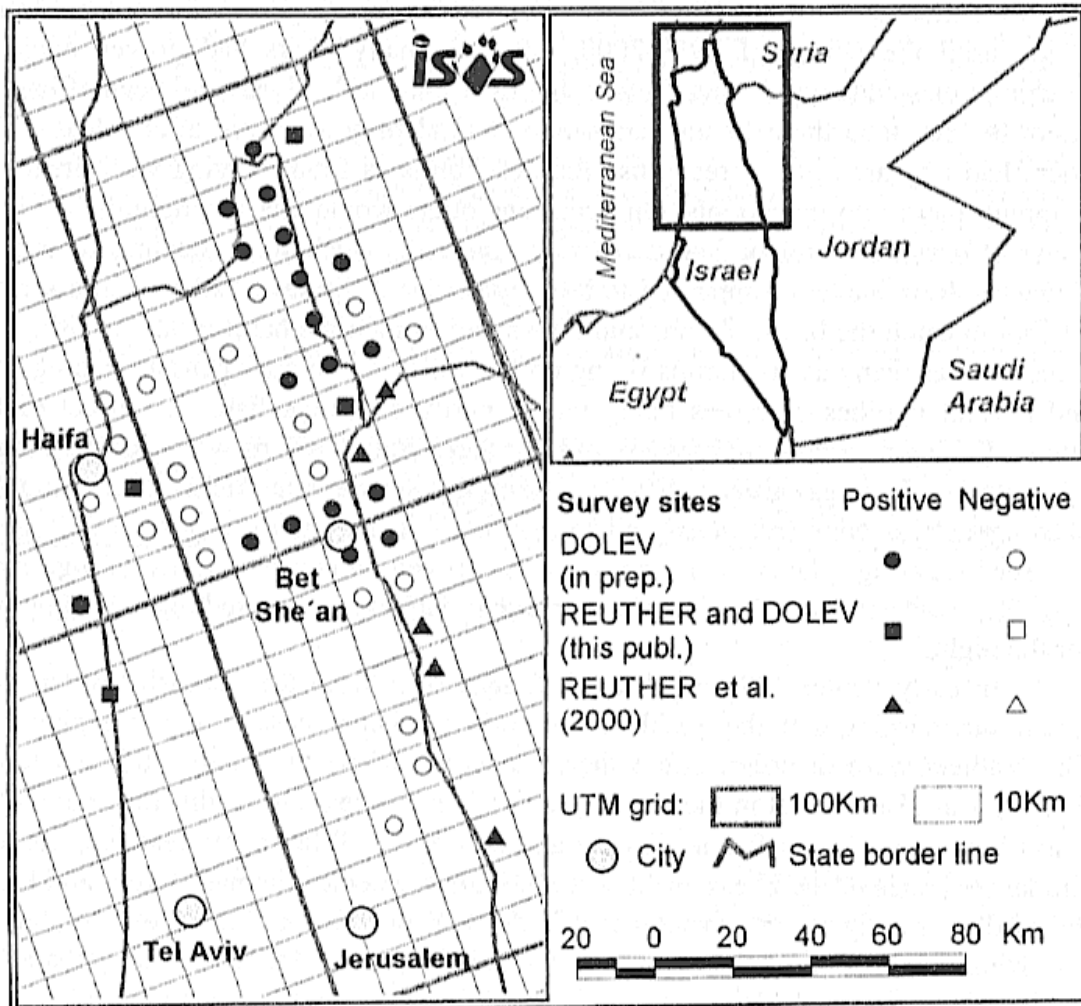 isos
Haifa
Bet
She´an
Tel Aviv
Jerusalem
Mediterranean Sea
Syria
Jordan
Israel
Egypt
Saudi
Arabia
Survey sites Positive Negative
DOLEV
(in prep.)
REUTHER and DOLEV
(this publ.)
REUTHER et al.
(2000)
UTM grid: 100Km 10Km
City State border line
20 0 20 40 60 80 Km